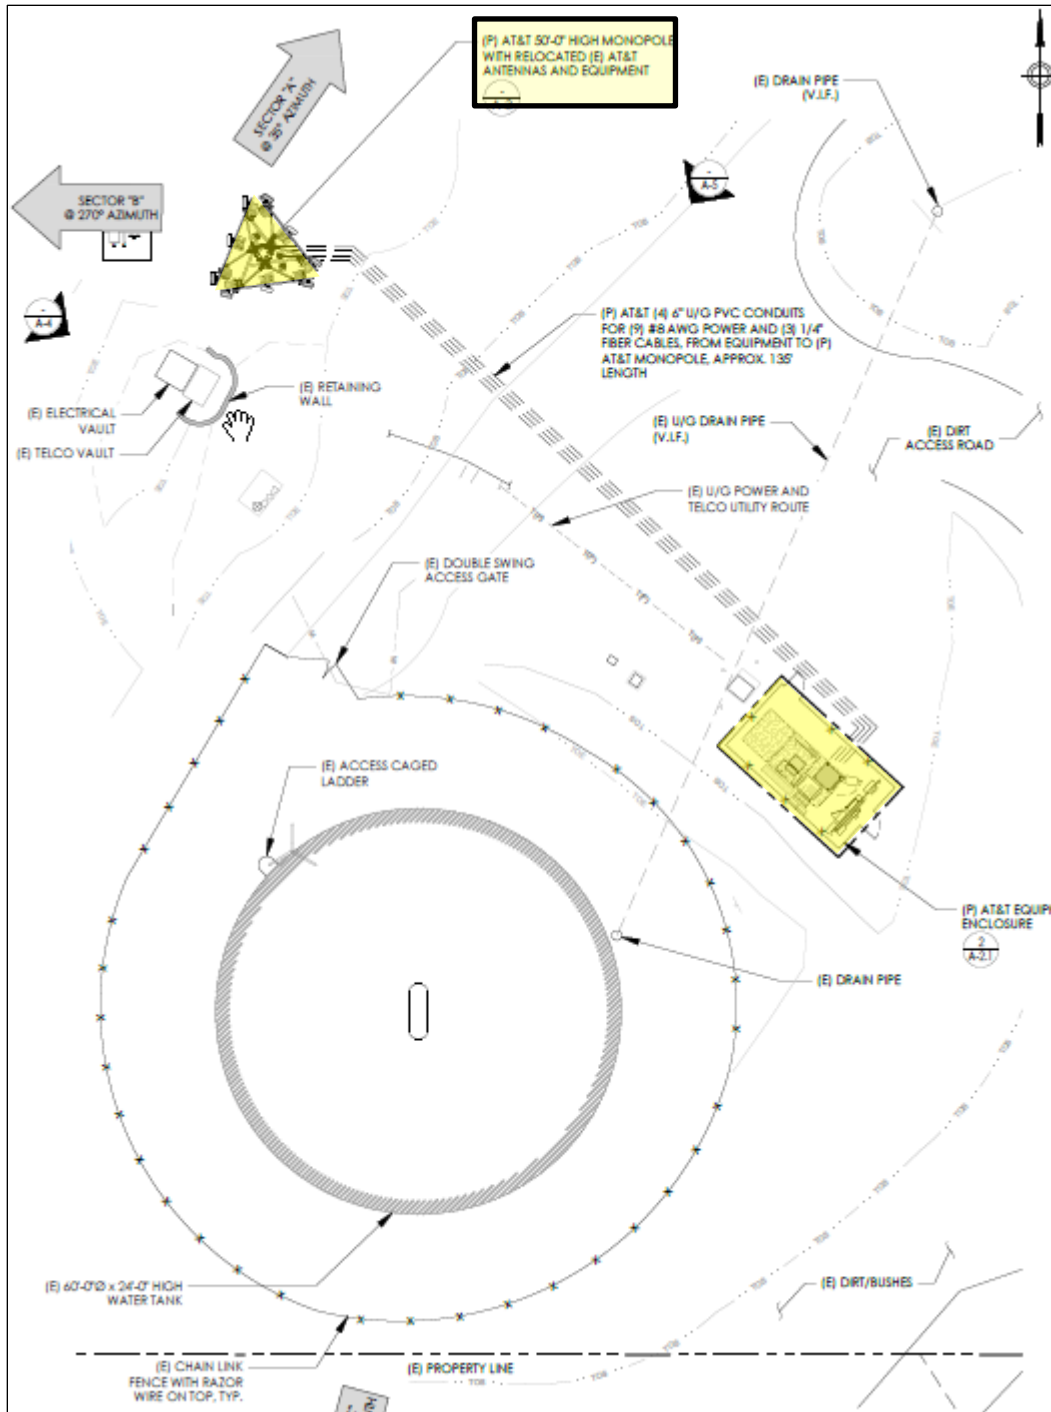 (P) AT&T 50'-0" HIGH MONOPOLE
WITH RELOCATED (E) AT&T
ANTENNAS AND EQUIPMENT
(E) DRAIN PIPE
(V.I.F.)
SECTOR "A"
@ 35° AZIMUTH
SECTOR "B"
@ 270° AZIMUTH
A-5
A-4
(P) AT&T (4) 6" U/G PVC CONDUITS
FOR (9) #8 AWG POWER AND (3) 1/4"
FIBER CABLES, FROM EQUIPMENT TO (P)
AT&T MONOPOLE, APPROX. 135'
LENGTH
(E) RETAINING
WALL
(E) ELECTRICAL
VAULT
(E) TELCO VAULT
(E) U/G DRAIN PIPE
(V.I.F.)
(E) DIRT
ACCESS ROAD
(E) U/G POWER AND
TELCO UTILITY ROUTE
(E) DOUBLE SWING
ACCESS GATE
(E) ACCESS CAGED
LADDER
(P) AT&T EQUIP
ENCLOSURE
2
A-2.1
(E) DRAIN PIPE
(E) 60'-0"Ø x 24'-0" HIGH
WATER TANK
(E) DIRT/BUSHES
(E) CHAIN LINK
FENCE WITH RAZOR
WIRE ON TOP, TYP.
(E) PROPERTY LINE